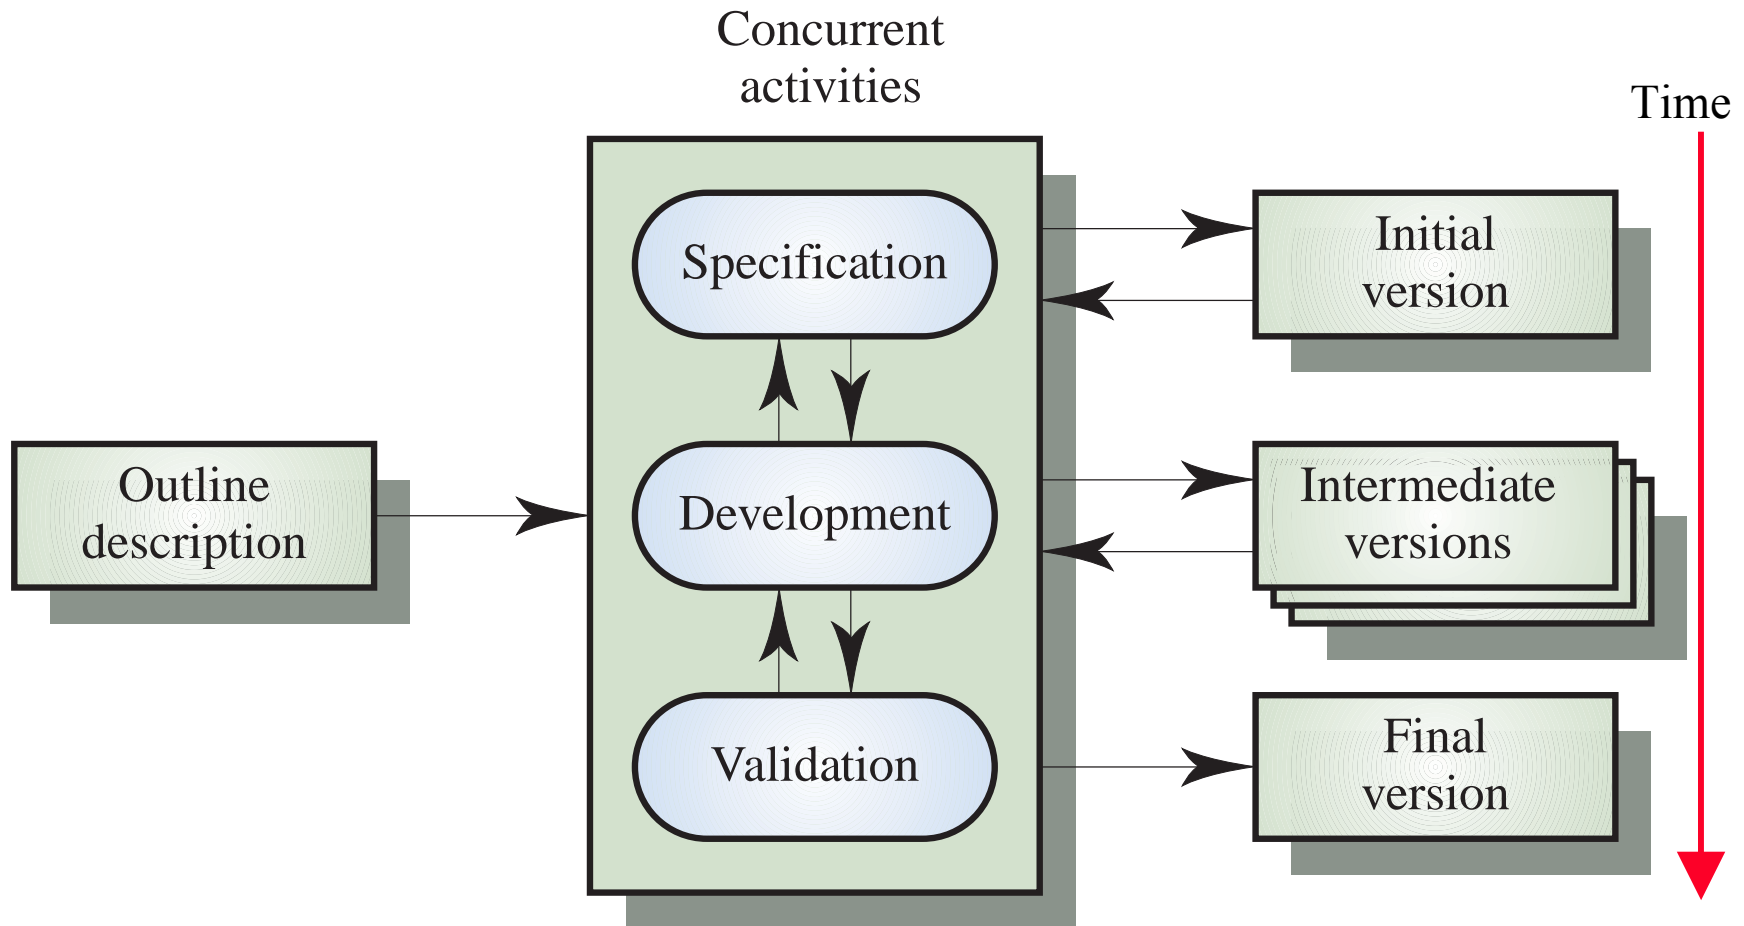 Concurrent
activities
Time
Specification
Initial
version
Outline
description
Development
Intermediate
versions
Validation
Final
version